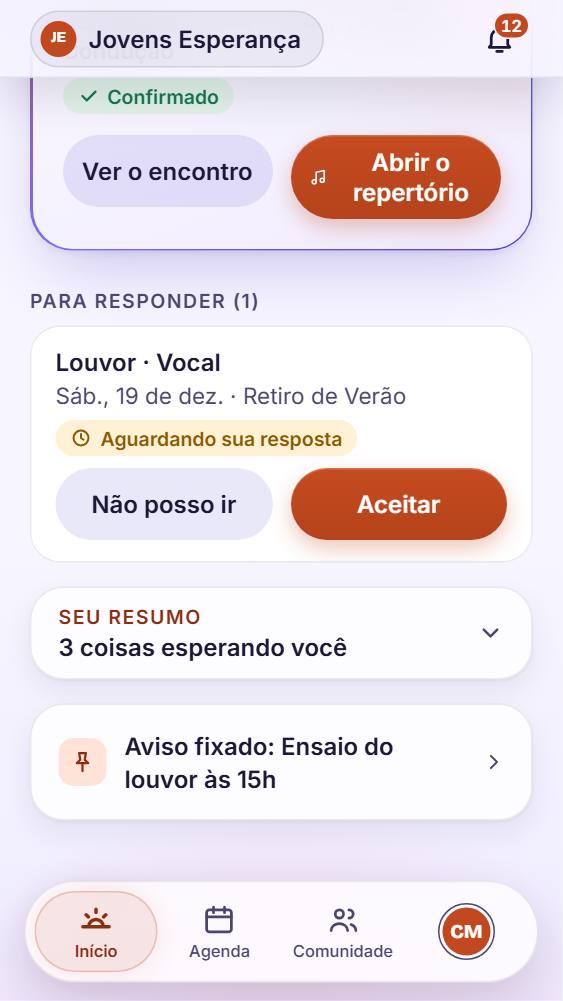 JE Jovens Esperança 12
Confirmado
Ver o encontro
Abrir o
repertório
PARA RESPONDER (1)
Louvor · Vocal
Sáb., 19 de dez. · Retiro de Verão
Aguardando sua resposta
Não posso ir
Aceitar
SEU RESUMO
3 coisas esperando você
Aviso fixado: Ensaio do
louvor às 15h
Início
Agenda
Comunidade
CM